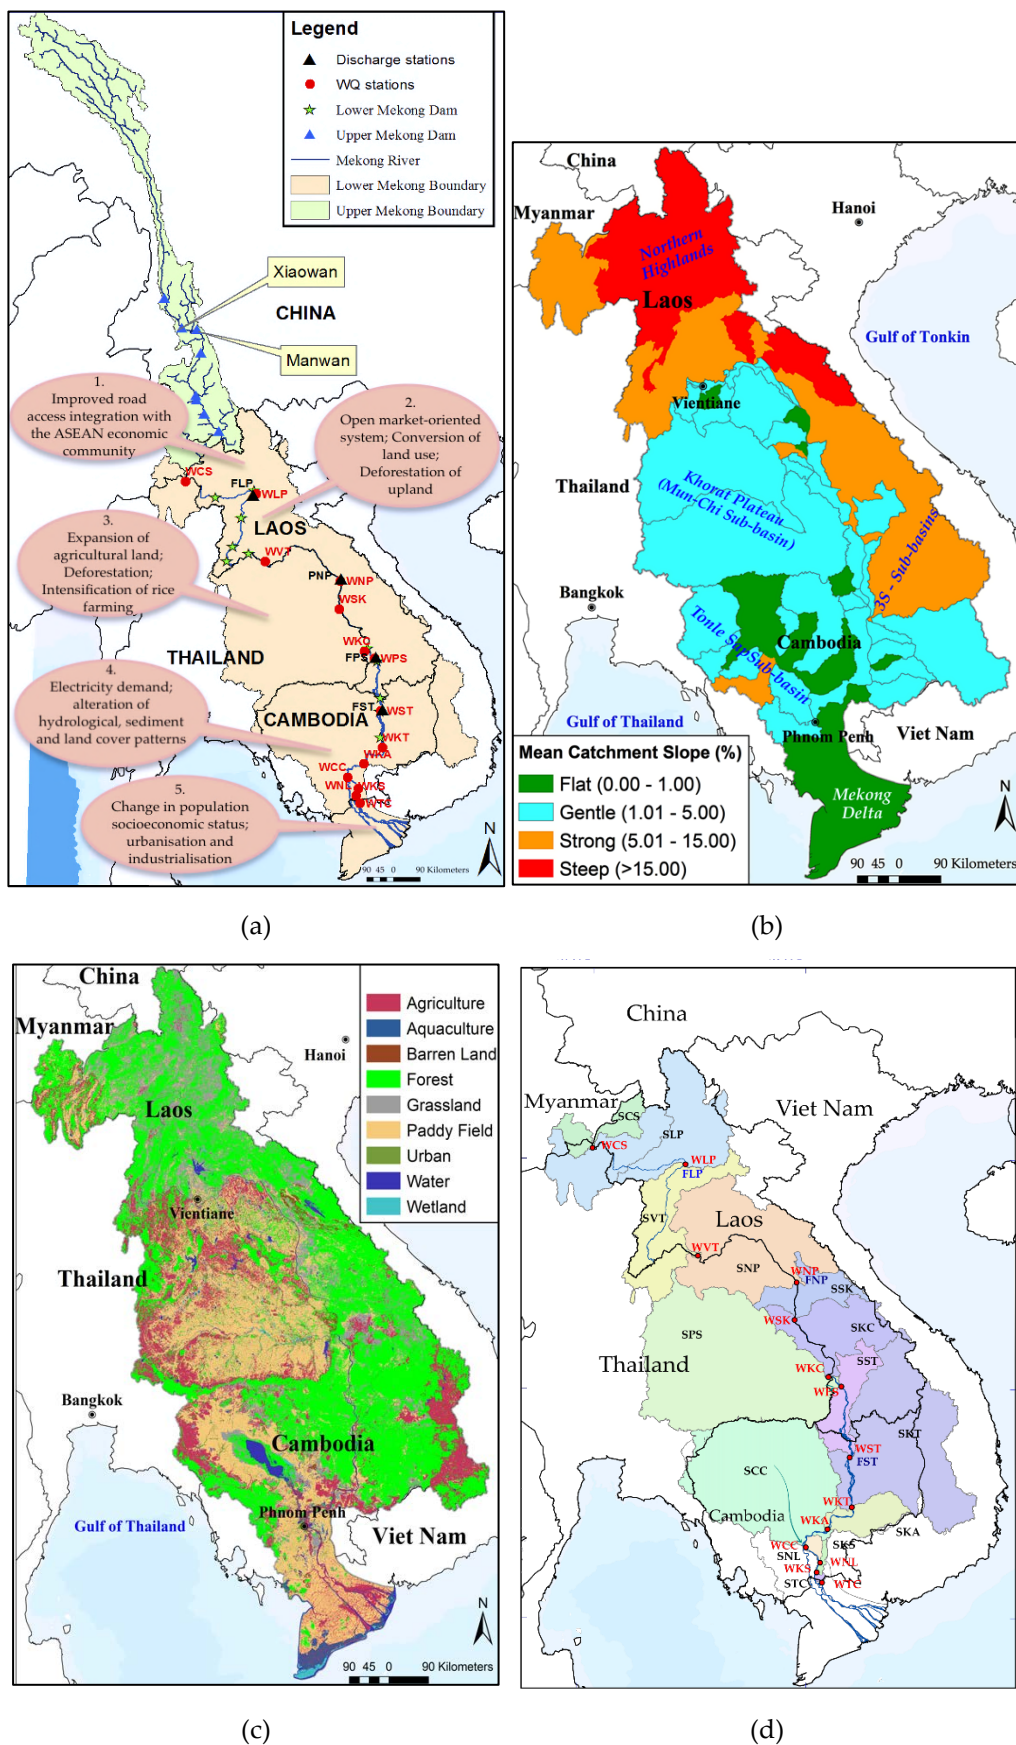 Legend
Discharge stations
WQ stations
Lower Mekong Dam
Upper Mekong Dam
Mekong River
Lower Mekong Boundary
Upper Mekong Boundary
Xiaowan
CHINA
Manwan
1.
Improved road
access integration with
the ASEAN economic
community
2.
Open market-oriented
system; Conversion of
land use;
Deforestation of
upland
WCS
FLP
WLP
LAOS
3.
Expansion of
agricultural land;
Deforestation;
Intensification of rice
farming
WVT
PNP
WNP
WSK
WKC
THAILAND
FPS
WPS
4.
Electricity demand;
alteration of
hydrological, sediment
and land cover patterns
CAMBODIA
FST
WST
WKT
WKA
WCC
WNL
WKS
WTC
5.
Change in population
socioeconomic status;
urbanisation and
industrialisation
N
90 45 0 90 Kilometers
(a)
China
Myanmar
Hanoi
Northern
Highlands
Laos
Gulf of Tonkin
Vientiane
Thailand
Khorat Plateau
(Mun-Chi Sub-basin)
3S - Sub-basins
Bangkok
Tonle SapSub-basin
Cambodia
Gulf of Thailand
Phnom Penh
Viet Nam
Mean Catchment Slope (%)
Flat (0.00 - 1.00)
Gentle (1.01 - 5.00)
Strong (5.01 - 15.00)
Steep (>15.00)
Mekong
Delta
N
90 45 0 90 Kilometers
(b)
China
Myanmar
Hanoi
Laos
Agriculture
Aquaculture
Barren Land
Forest
Grassland
Paddy Field
Urban
Water
Wetland
Vientiane
Thailand
Bangkok
Cambodia
Phnom Penh
Gulf of Thailand
Viet Nam
N
90 45 0 90 Kilometers
(c)
China
Myanmar
Viet Nam
SCS
SLP
WCS
WLP
FLP
SVT
Laos
WVT
SNP
WNP
FNP
SSK
WSK
SKC
SPS
SST
Thailand
WKC
WPS
SKT
WST
FST
SCC
WKT
Cambodia
WKA
SKA
WCC
SKS
SNL
WNL
WKS
STC
WTC
(d)